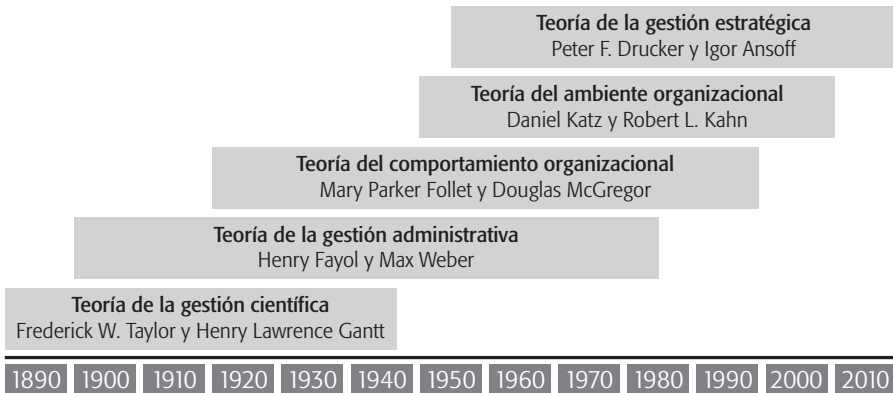 Teoría de la gestión estratégica
Peter F. Drucker y Igor Ansoff
Teoría del ambiente organizacional
Daniel Katz y Robert L. Kahn
Teoría del comportamiento organizacional
Mary Parker Follet y Douglas McGregor
Teoría de la gestión administrativa
Henry Fayol y Max Weber
Teoría de la gestión científica
Frederick W. Taylor y Henry Lawrence Gantt
1890 1900 1910 1920 1930 1940 1950 1960 1970 1980 1990 2000 2010